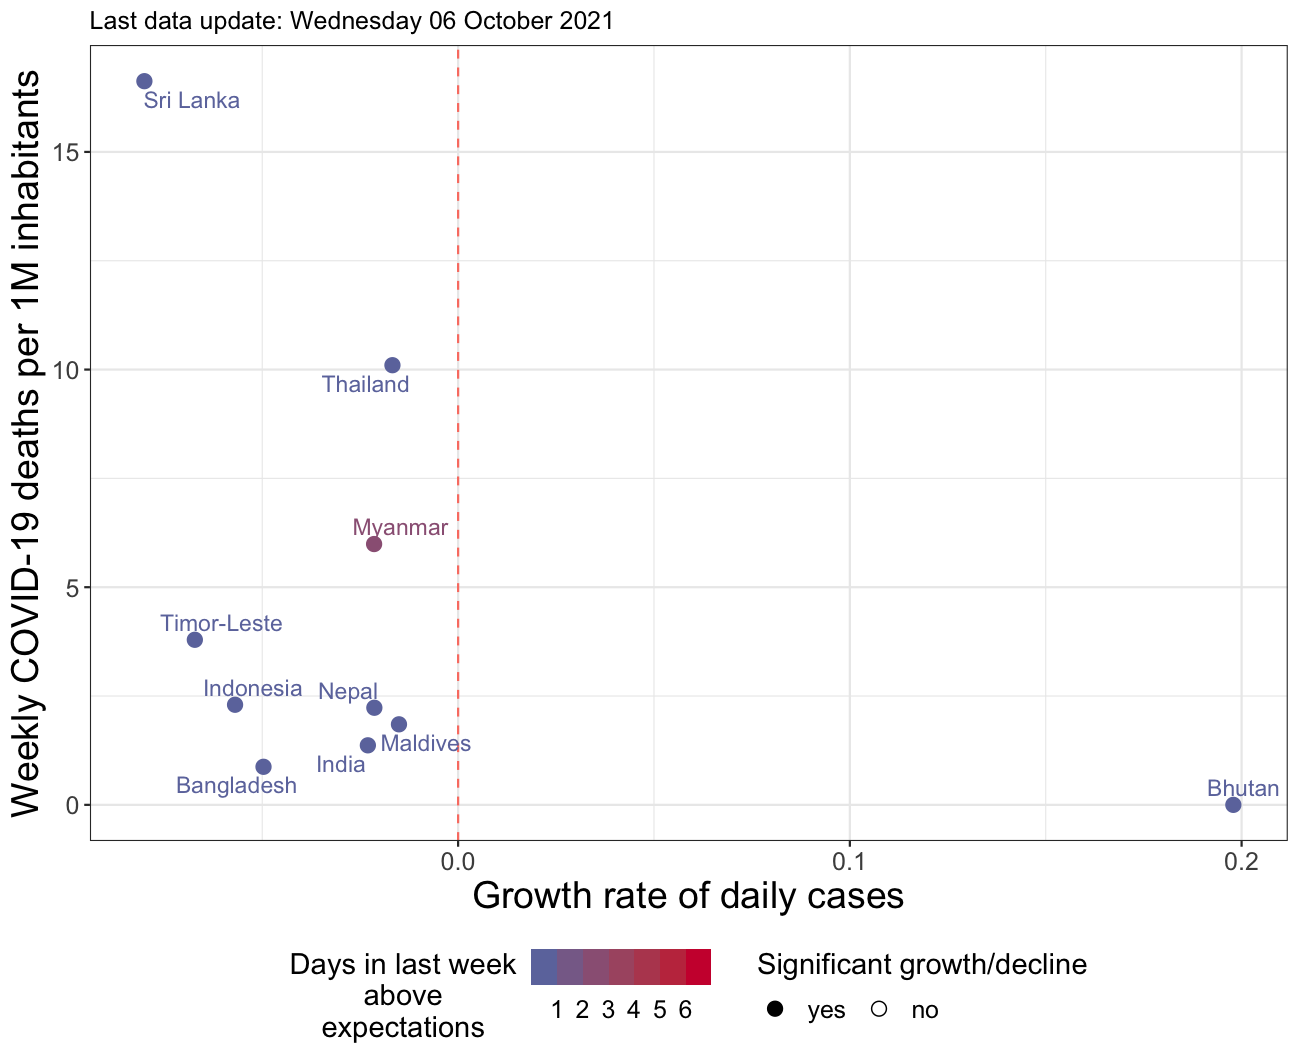 Last data update: Wednesday 06 October 2021
Weekly COVID-19 deaths per 1M inhabitants
15
10
5
0
Sri Lanka
Thailand
Myanmar
Timor-Leste
Indonesia
Nepal
Maldives
India
Bangladesh
Bhutan
0.0
0.1
0.2
Growth rate of daily cases
Days in last week
above
expectations
1 2 3 4 5 6
Significant growth/decline
yes
no